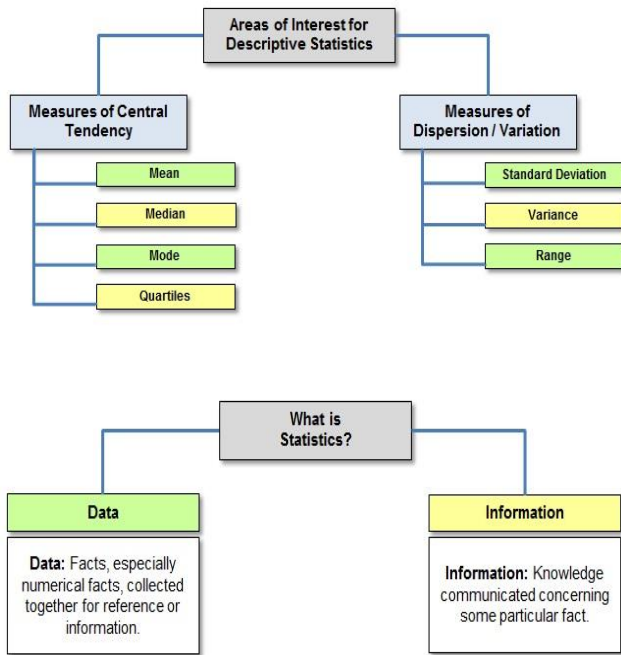 Areas of Interest for
Descriptive Statistics
Measures of Central
Tendency
Mean
Median
Mode
Quartiles
Measures of
Dispersion / Variation
Standard Deviation
Variance
Range
What is
Statistics?
Data
Data: Facts, especially
numerical facts, collected
together for reference or
information.
Information
Information: Knowledge
communicated concerning
some particular fact.